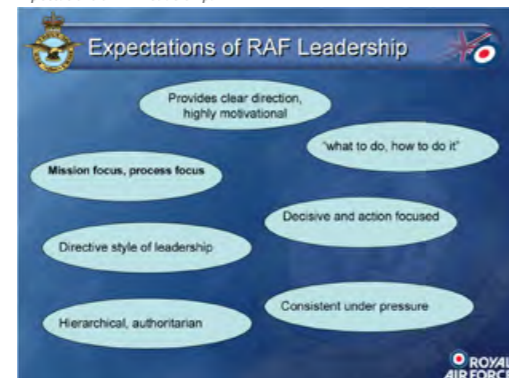 Expectations of RAF Leadership
Provides clear direction,
highly motivational
"what to do, how to do it"
Mission focus, process focus
Decisive and action focused
Directive style of leadership
Consistent under pressure
Hierarchical, authoritarian
ROYAL
AIR FORCE